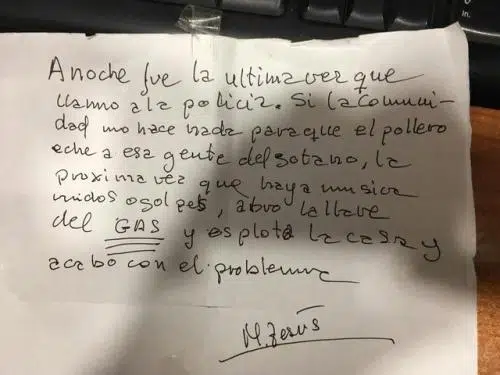 Anoche fue la ultima vez que
llamo a la policia. Si la comuni-
dad no hace nada para que el pollero
eche a esa gente del sotano, la
proxima vez que haya musica
ruidos o golpes, abro la llave
del GAS y esplota la casa y
acabo con el problema
M. Jesús